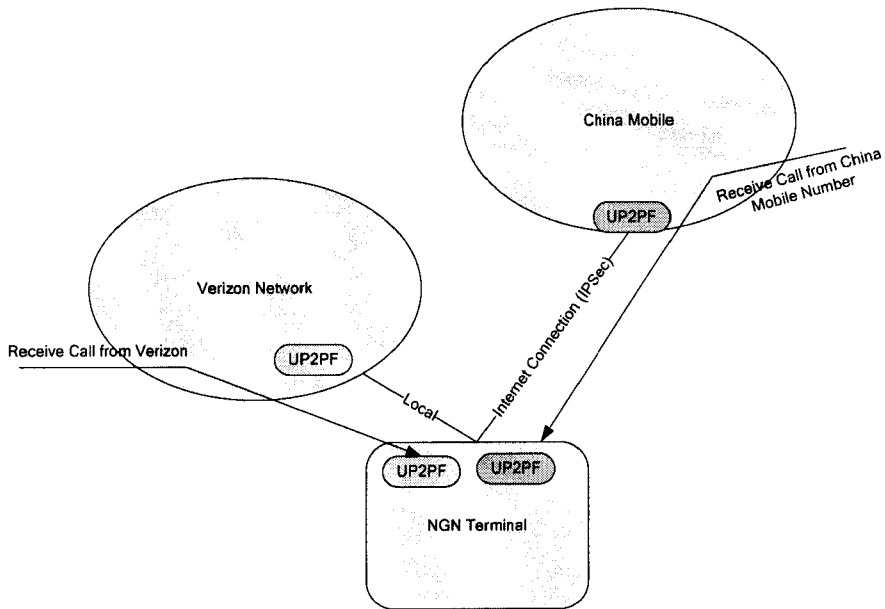 China Mobile
Receive Call from China
Mobile Number
UP2PF
Verizon Network
Internet Connection (IPSec)
Receive Call from Verizon
UP2PF
Local
UP2PF
UP2PF
NGN Terminal